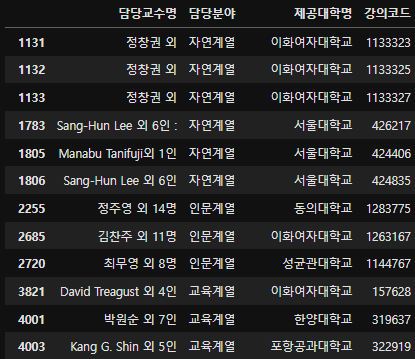 담당교수명 담당분야 제공대학명 강의코드
1131 정창권 외 자연계열 이화여자대학교 1133323
1132 정창권 외 자연계열 이화여자대학교 1133325
1133 정창권 외 자연계열 이화여자대학교 1133327
1783 Sang-Hun Lee 외 6인 : 자연계열 서울대학교 426217
1805 Manabu Tanifuji외 1인 자연계열 서울대학교 424406
1806 Sang-Hun Lee 외 6인 자연계열 서울대학교 424835
2255 정주영 외 14명 인문계열 동의대학교 1283775
2685 김찬주 외 11명 인문계열 이화여자대학교 1263167
2720 최무영 외 8명 인문계열 성균관대학교 1144767
3821 David Treagust 외 4인 교육계열 이화여자대학교 157628
4001 박원순 외 7인 교육계열 한양대학교 319637
4003 Kang G. Shin 외 5인 교육계열 포항공과대학교 322919